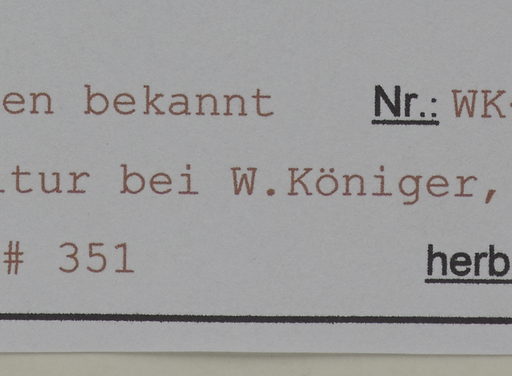 en bekannt Nr.: WK-
tur bei W.Königer,
# 351 herb